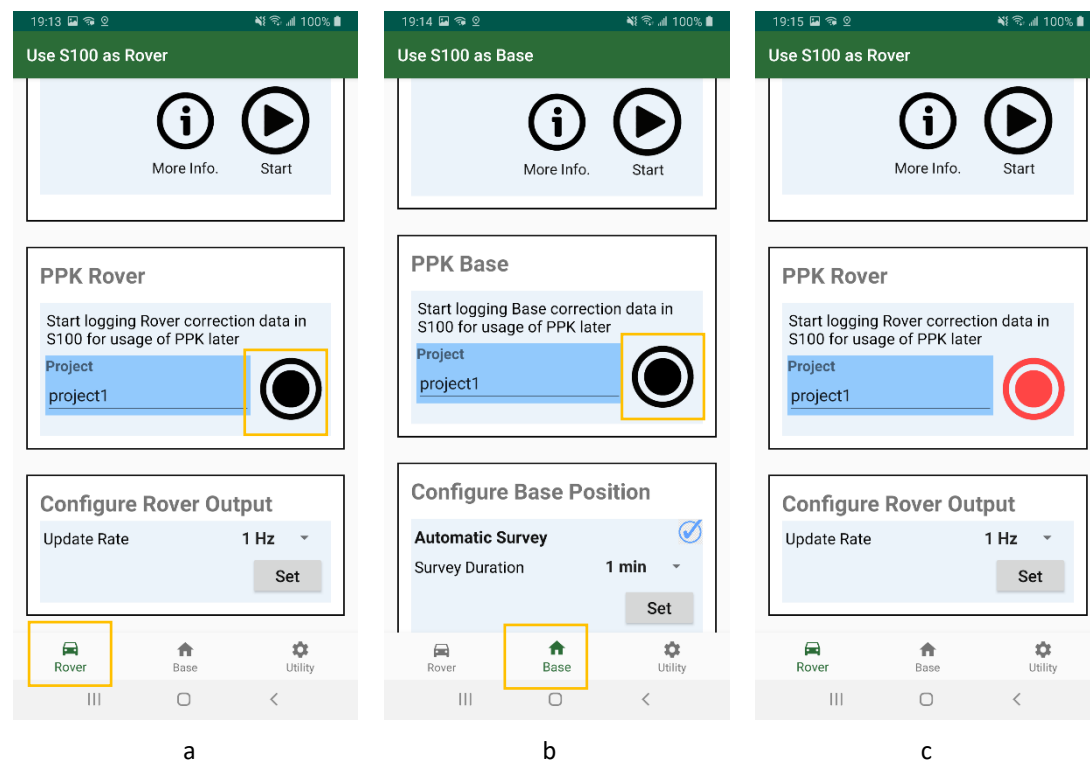 19:13 100%
Use S100 as Rover
More Info. Start
PPK Rover
Start logging Rover correction data in
S100 for usage of PPK later
Project
project1
Configure Rover Output
Update Rate 1 Hz
Set
Rover Base Utility
a
19:14 100%
Use S100 as Base
More Info. Start
PPK Base
Start logging Base correction data in
S100 for usage of PPK later
Project
project1
Configure Base Position
Automatic Survey
Survey Duration 1 min
Set
Rover Base Utility
b
19:15 100%
Use S100 as Rover
More Info. Start
PPK Rover
Start logging Rover correction data in
S100 for usage of PPK later
Project
project1
Configure Rover Output
Update Rate 1 Hz
Set
Rover Base Utility
c